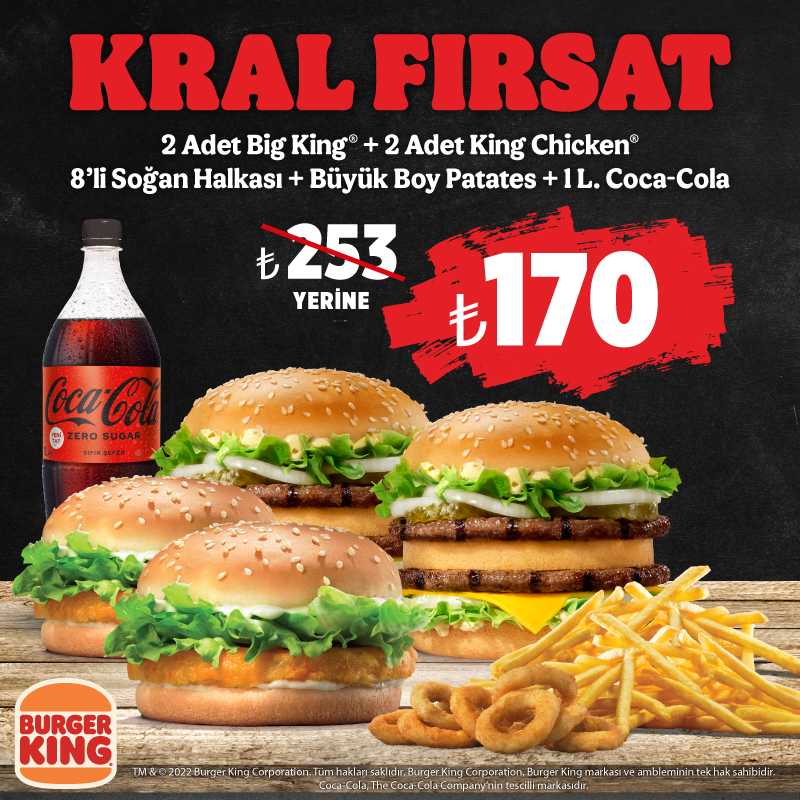 KRAL FIRSAT
2 Adet Big King® + 2 Adet King Chicken®
8'li Soğan Halkası + Büyük Boy Patates + 1 L. Coca-Cola
₺ 253
YERİNE
₺170
Coca-Cola
YENİ
TAT
ZERO SUGAR
SIFIR ŞEKER
BURGER
KING
TM & © 2022 Burger King Corporation. Tüm hakları saklıdır. Burger King Corporation, Burger King markası ve ambleminin tek hak sahibidir.
Coca-Cola, The Coca-Cola Company'nin tescilli markasıdır.